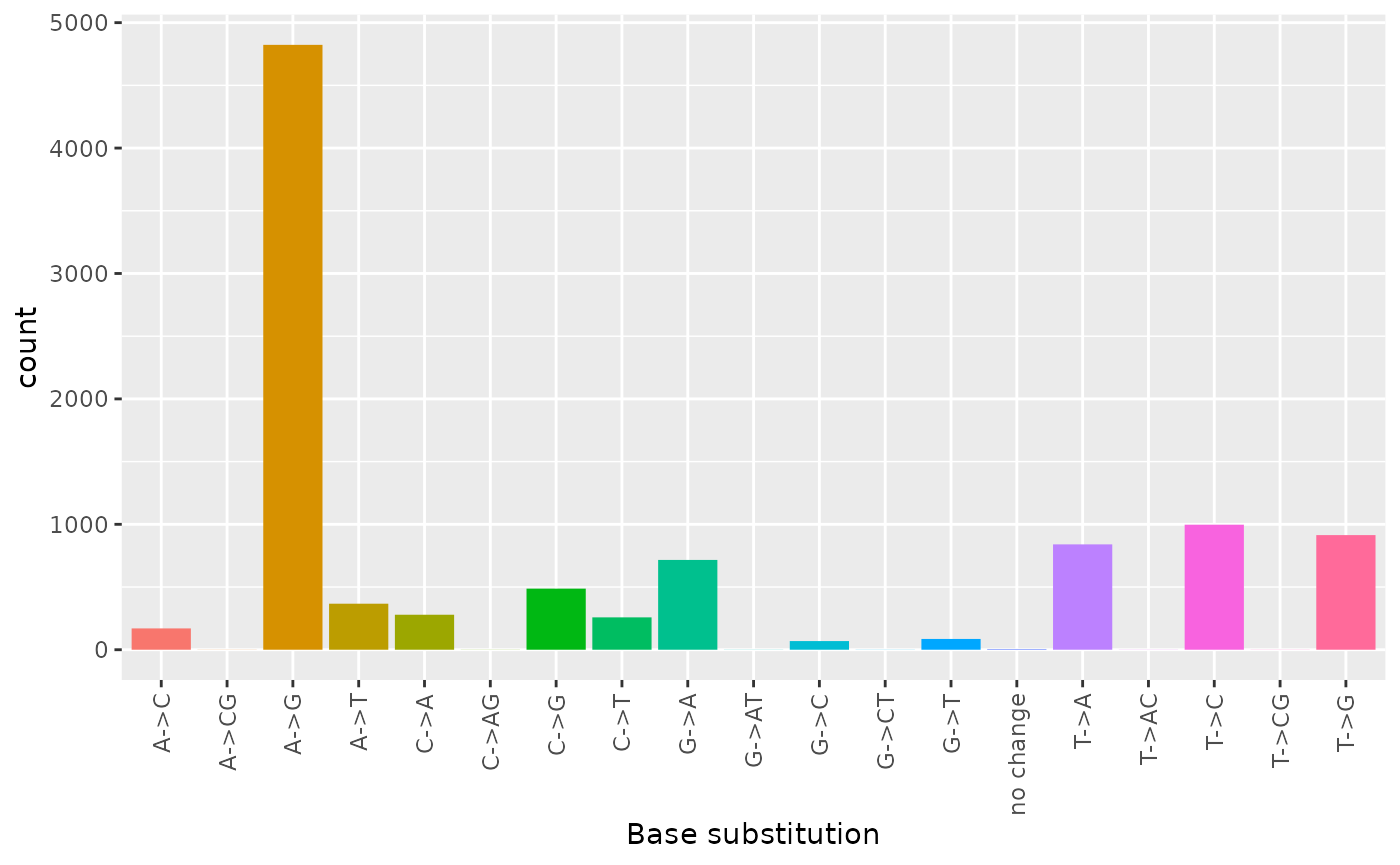 5000
4000
3000
2000
1000
0
count
A->C
A->CG
A->G
A->T
C->A
C->AG
C->G
C->T
G->A
G->AT
G->C
G->CT
G->T
no change
T->A
T->AC
T->C
T->CG
T->G
Base substitution